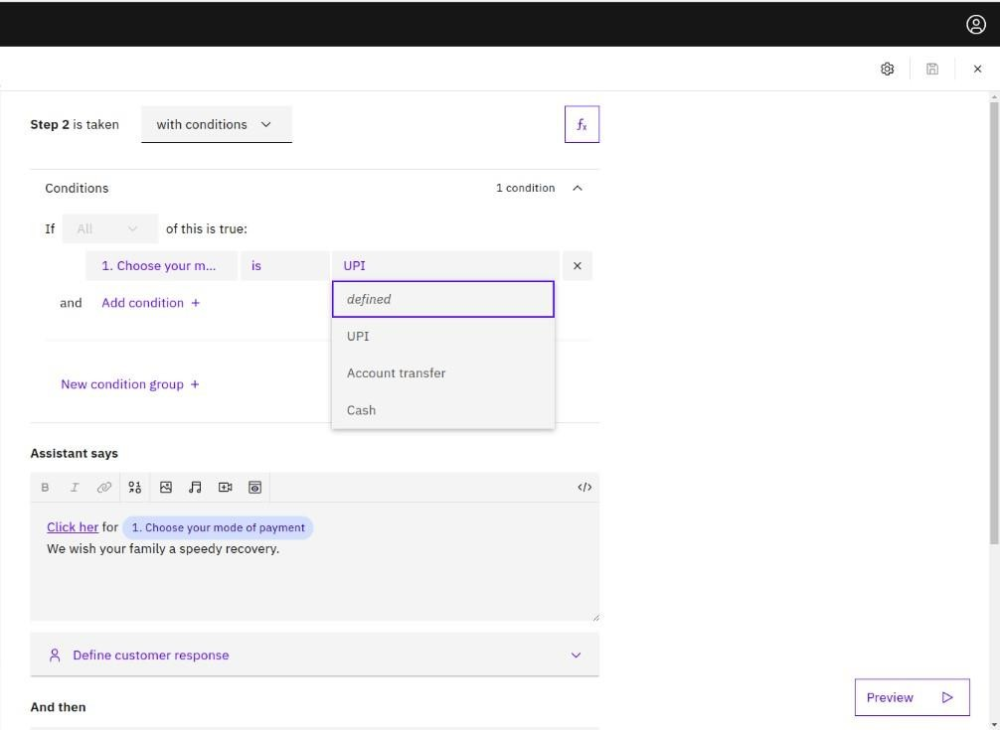 Step 2 is taken with conditions fx
Conditions 1 condition
If All of this is true:
1. Choose your m... is UPI
and Add condition +
defined
UPI
Account transfer
Cash
New condition group +
Assistant says
B I
Click her for 1. Choose your mode of payment
We wish your family a speedy recovery.
Define customer response
Preview
And then